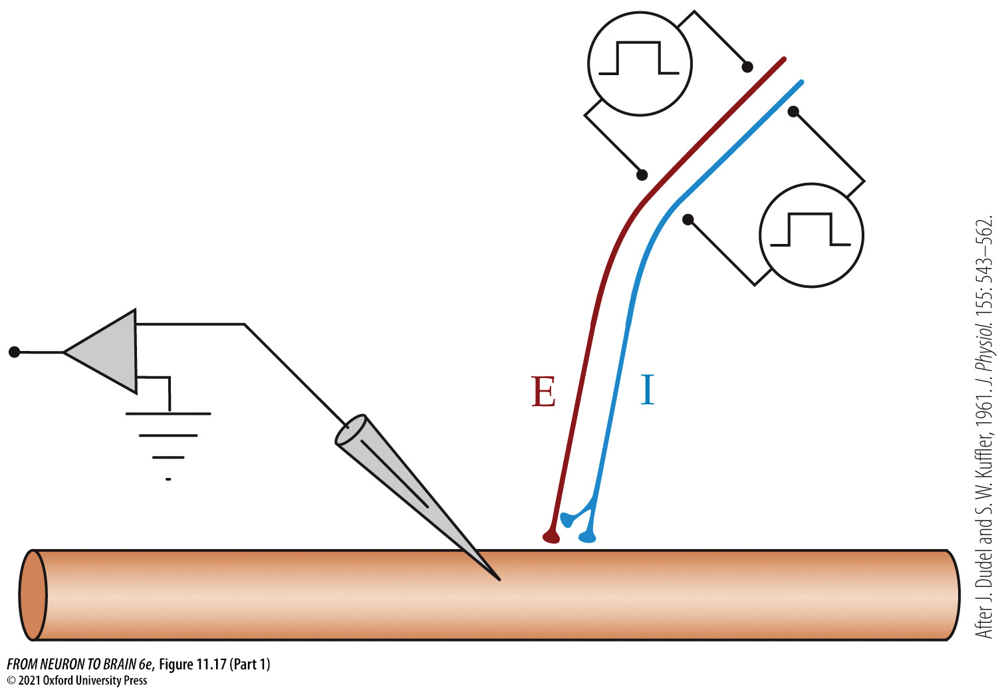 E
I
After J. Dudel and S. W. Kuffler, 1961. J. Physiol. 155: 543–562.
FROM NEURON TO BRAIN 6e, Figure 11.17 (Part 1)
© 2021 Oxford University Press